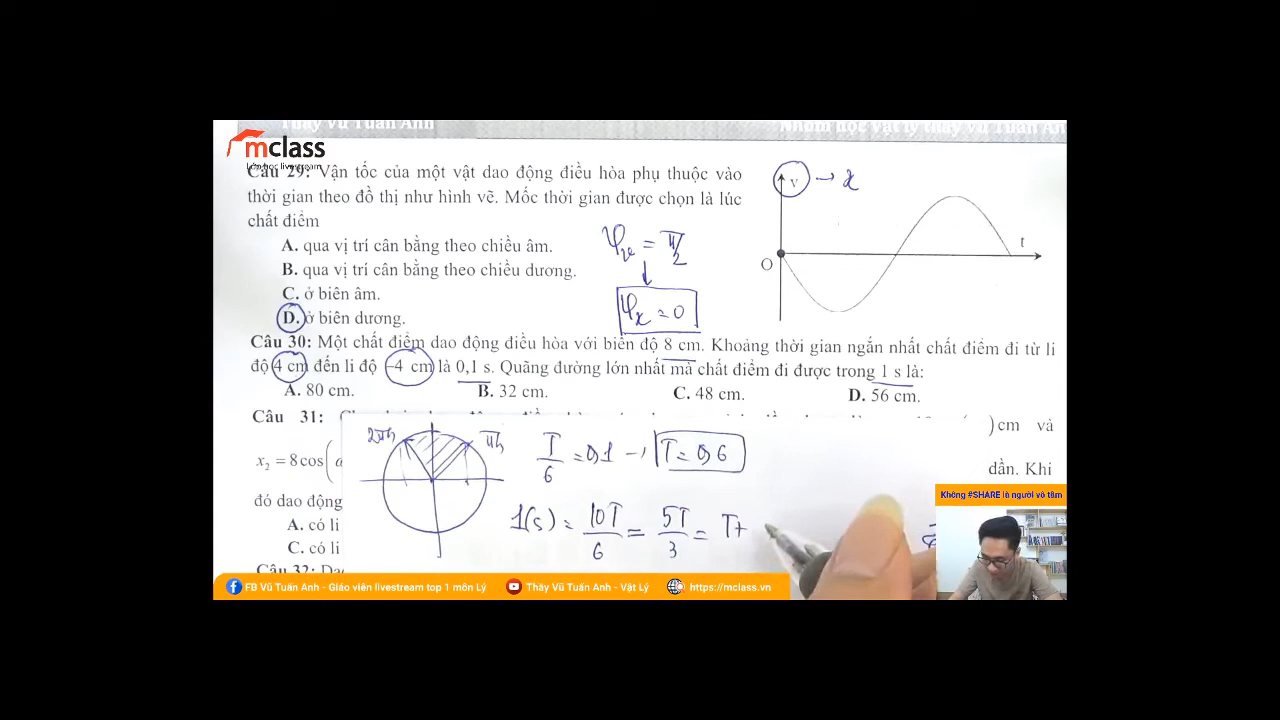 Thầy Vũ Tuấn Anh
Nhóm học vật lý thầy Vũ Tuấn An
mclass
Lớp học livestream
Câu 29: Vận tốc của một vật dao động điều hòa phụ thuộc vào
thời gian theo đồ thị như hình vẽ. Mốc thời gian được chọn là lúc
chất điểm
A. qua vị trí cân bằng theo chiều âm.
B. qua vị trí cân bằng theo chiều dương.
C. ở biên âm.
D. ở biên dương.
φv = π/2
↓
φx = 0
v → x
O
t
Câu 30: Một chất điểm dao động điều hòa với biên độ 8 cm. Khoảng thời gian ngắn nhất chất điểm đi từ li
độ 4 cm đến li độ -4 cm là 0,1 s. Quãng đường lớn nhất mà chất điểm đi được trong 1 s là:
A. 80 cm. B. 32 cm. C. 48 cm. D. 56 cm.
Câu 31:
)cm và
x₂ = 8cos(
dần. Khi
đó dao động
A. có li
C. có li
Câu 32:
2π/3 π/3
T/6 = 0,1 → T = 0,6
1(s) = 10T/6 = 5T/3 = T+
Không #SHARE là người vô tâm
FB Vũ Tuấn Anh - Giáo viên livestream top 1 môn Lý
Thầy Vũ Tuấn Anh - Vật Lý
https://mclass.vn